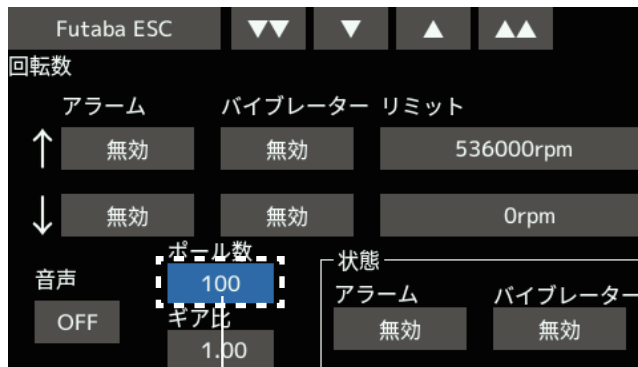 Futaba ESC ▼▼ ▼ ▲ ▲▲
回転数
アラーム バイブレーター リミット
↑ 無効 無効 536000rpm
↓ 無効 無効 0rpm
ポール数
状態
音声 100 アラーム バイブレーター
OFF ギア比 無効 無効
1.00